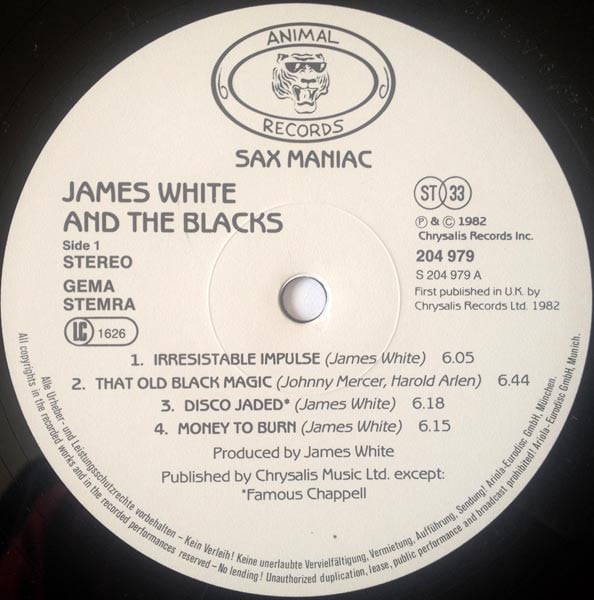 ANIMAL
RECORDS
SAX MANIAC
JAMES WHITE
AND THE BLACKS
Side 1
STEREO
GEMA
STEMRA
LC 1626
ST 33
℗ & © 1982
Chrysalis Records Inc.
204 979
S 204 979 A
First published in U.K. by
Chrysalis Records Ltd. 1982
1. IRRESISTABLE IMPULSE (James White) 6.05
2. THAT OLD BLACK MAGIC (Johnny Mercer, Harold Arlen) 6.44
3. DISCO JADED* (James White) 6.18
4. MONEY TO BURN (James White) 6.15
Produced by James White
Published by Chrysalis Music Ltd. except:
*Famous Chappell
Alle Urheber- und Leistungsschutzrechte vorbehalten – Kein Verleih! Keine unerlaubte Vervielfältigung, Vermietung, Aufführung, Sendung! Ariola-Eurodisc GmbH, München.
All copyrights in the recorded works and in the recorded performances reserved – No lending! Unauthorized duplication, lease, public performance and broadcast prohibited! Ariola-Eurodisc GmbH, Munich.